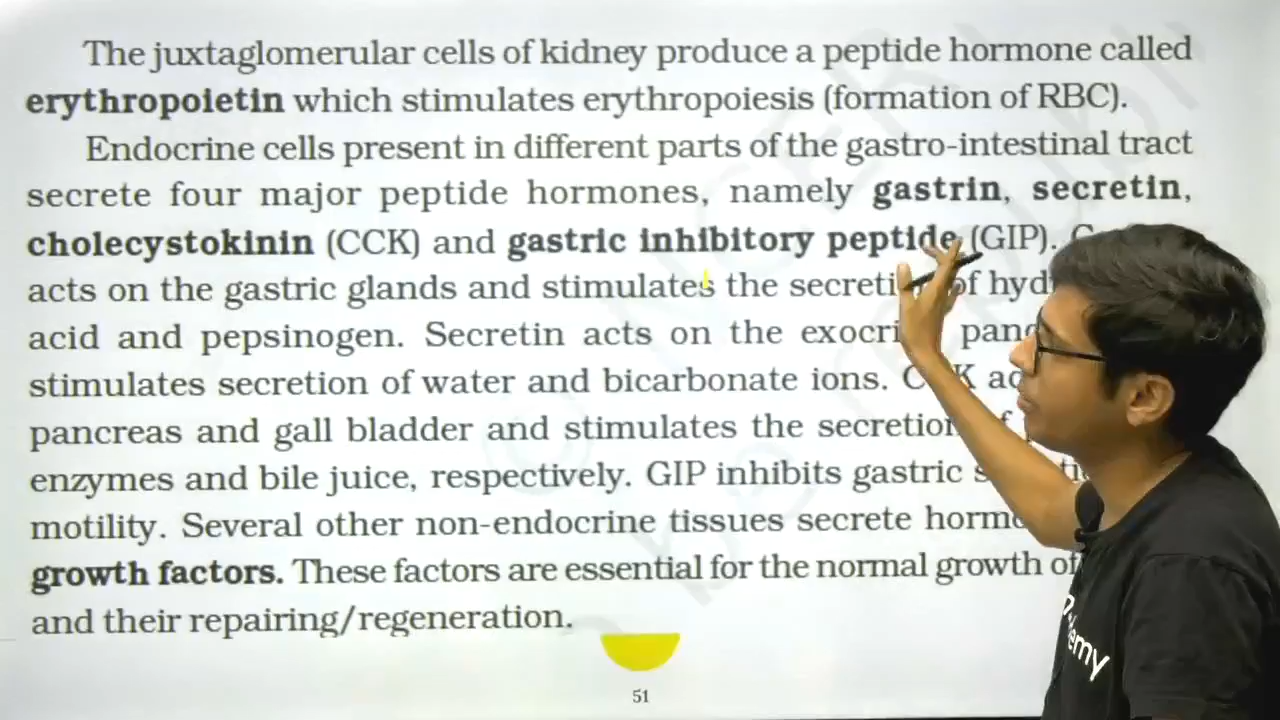 The juxtaglomerular cells of kidney produce a peptide hormone called
erythropoietin which stimulates erythropoiesis (formation of RBC).
Endocrine cells present in different parts of the gastro-intestinal tract
secrete four major peptide hormones, namely gastrin, secretin,
cholecystokinin (CCK) and gastric inhibitory peptide (GIP).
acts on the gastric glands and stimulates the of
acid and pepsinogen. Secretin acts on the
stimulates secretion of water and bicarbonate ions.
pancreas and gall bladder and stimulates the
enzymes and bile juice, respectively. GIP inhibits gastric
motility. Several other non-endocrine tissues secrete
growth factors. These factors are essential for the normal growth of
and their repairing/regeneration.
51